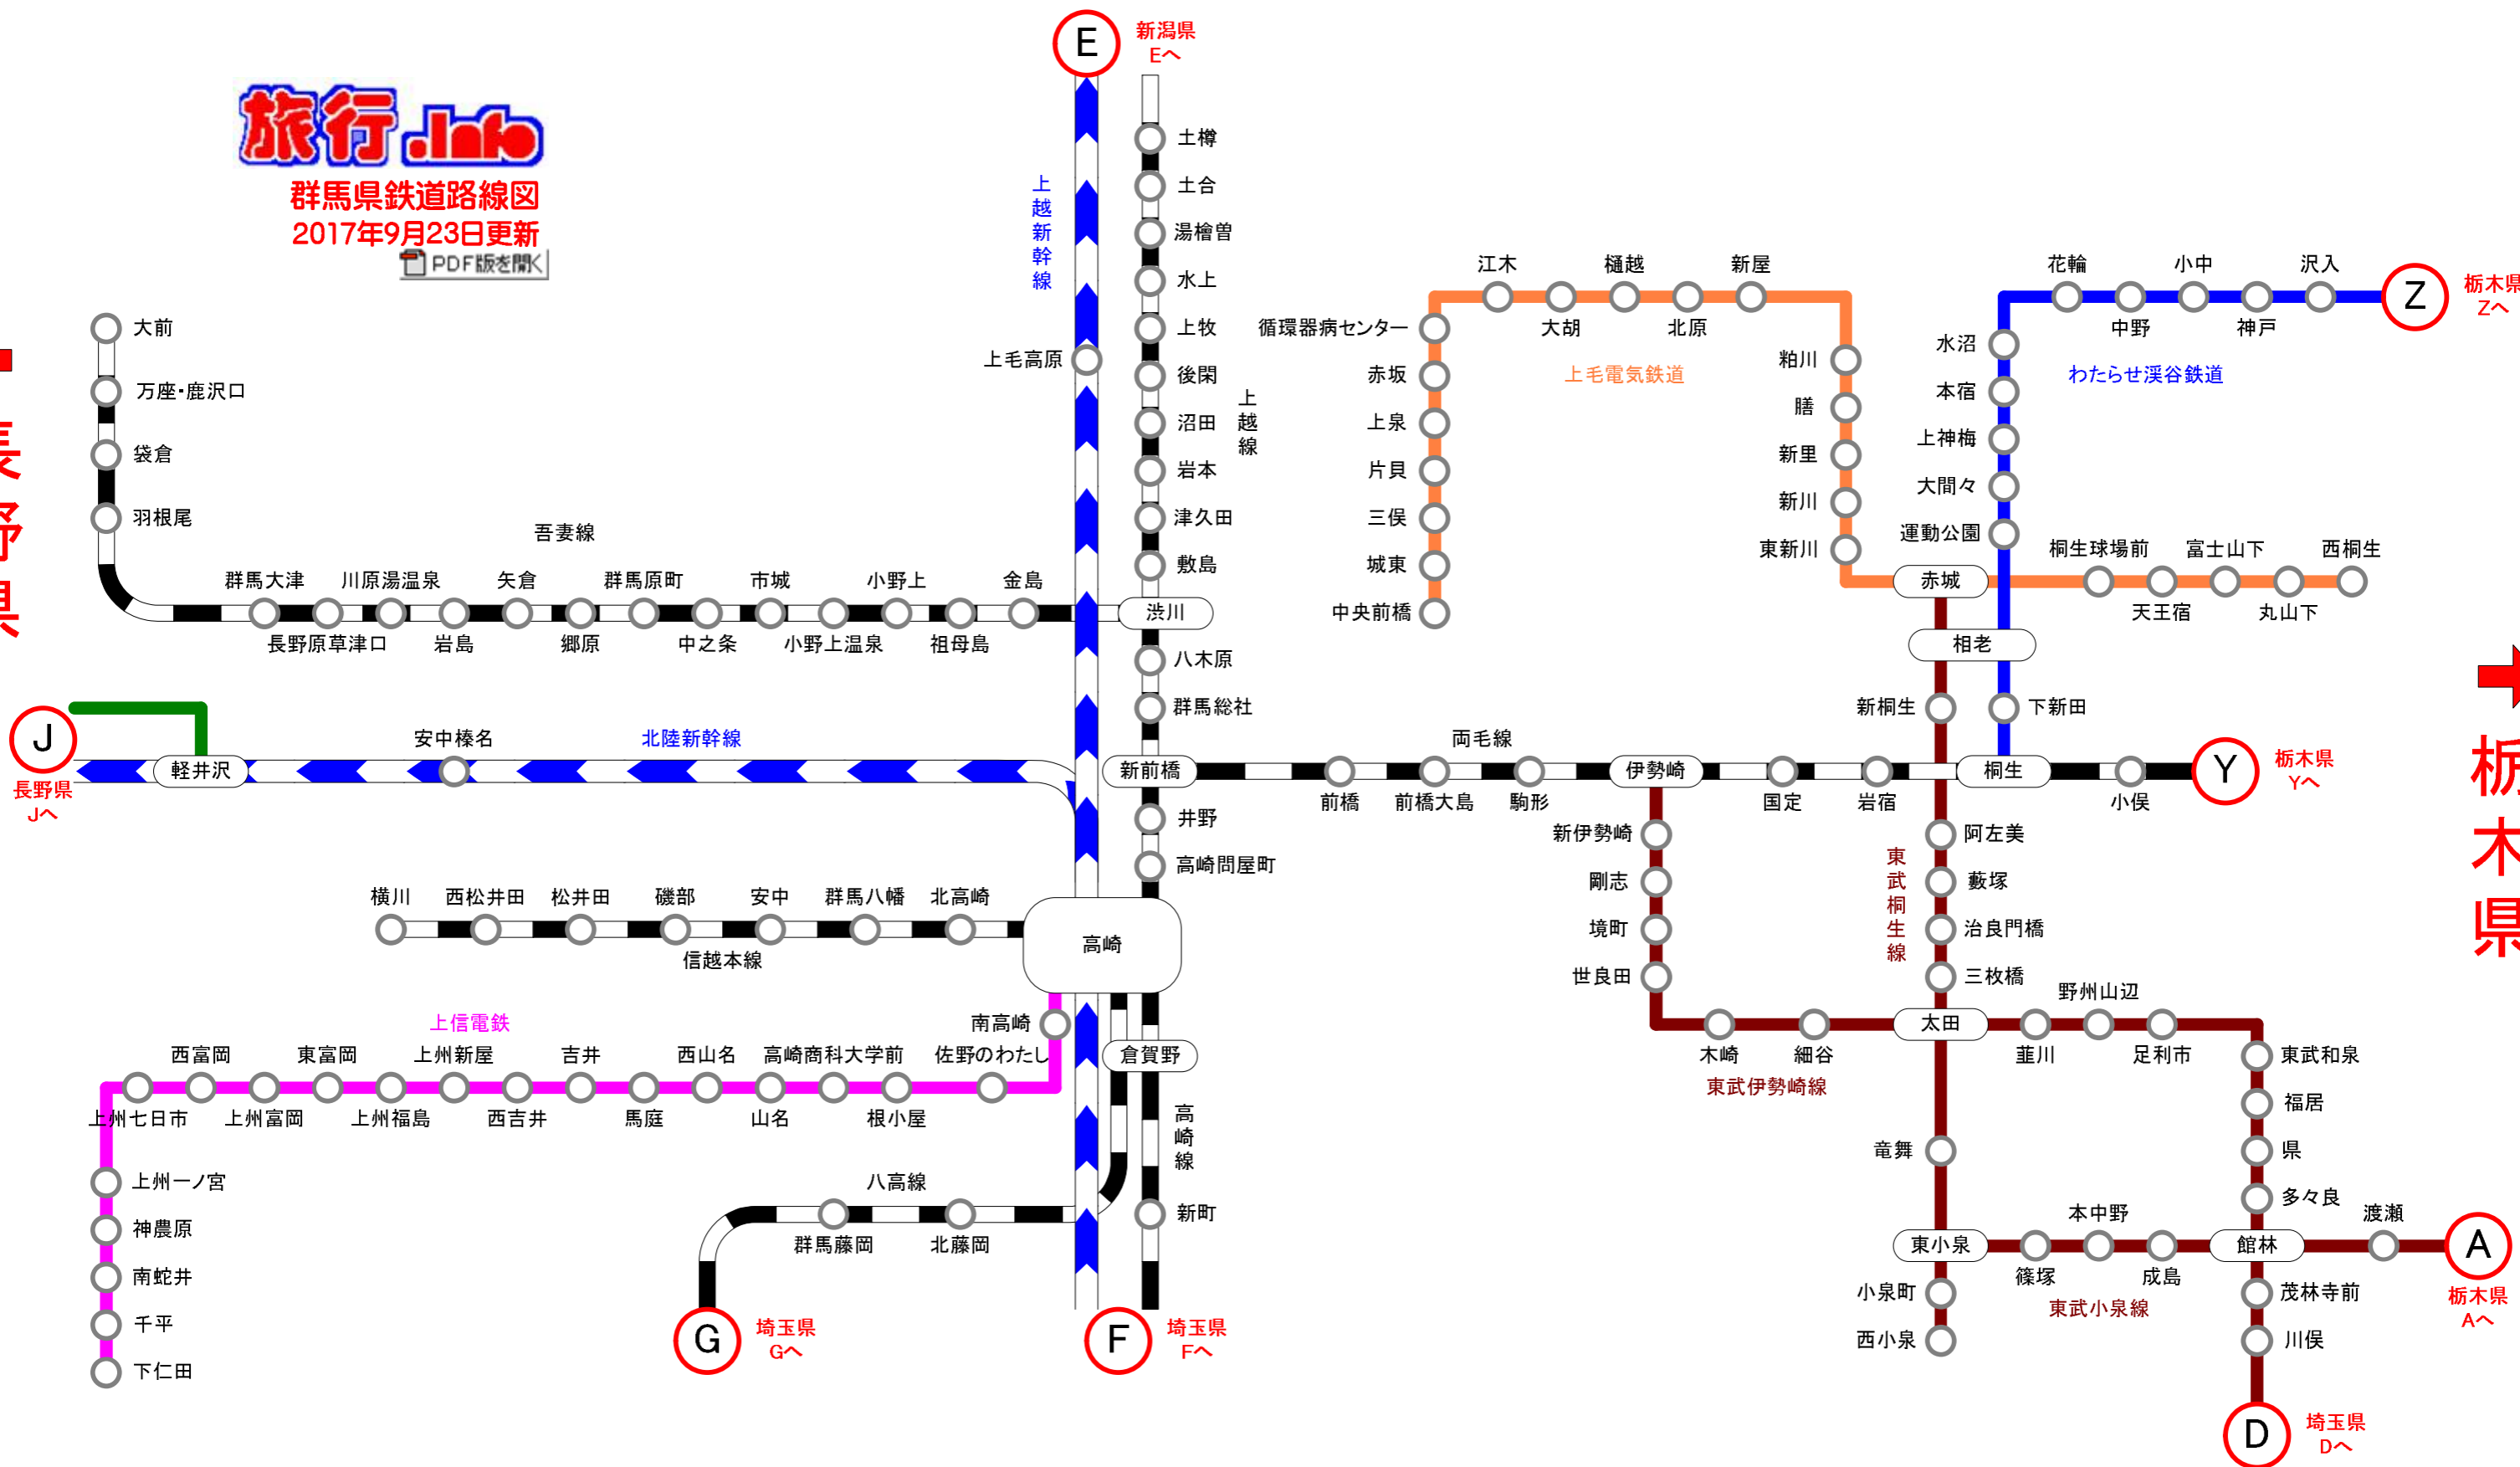 旅行.Info
群馬県鉄道路線図
2017年9月23日更新
PDF版を開く
E
新潟県
Eへ
上越新幹線
上毛高原
土樽
土合
湯檜曽
水上
上牧
後閑
沼田
岩本
津久田
敷島
上越線
渋川
八木原
群馬総社
新前橋
井野
高崎問屋町
高崎
大前
万座・鹿沢口
袋倉
羽根尾
吾妻線
群馬大津
川原湯温泉
矢倉
群馬原町
市城
小野上
金島
長野原草津口
岩島
郷原
中之条
小野上温泉
祖母島
長野県
J
長野県
Jへ
軽井沢
安中榛名
北陸新幹線
横川
西松井田
松井田
磯部
安中
群馬八幡
北高崎
信越本線
上信電鉄
南高崎
西富岡
東富岡
上州新屋
吉井
西山名
高崎商科大学前
佐野のわたし
上州七日市
上州富岡
上州福島
西吉井
馬庭
山名
根小屋
上州一ノ宮
神農原
南蛇井
千平
下仁田
倉賀野
高崎線
新町
八高線
群馬藤岡
北藤岡
G
埼玉県
Gへ
F
埼玉県
Fへ
江木
樋越
新屋
大胡
北原
循環器病センター
赤坂
上泉
片貝
三俣
城東
中央前橋
上毛電気鉄道
粕川
膳
新里
新川
東新川
赤城
桐生球場前
富士山下
西桐生
天王宿
丸山下
花輪
小中
沢入
中野
神戸
Z
栃木県
Zへ
わたらせ渓谷鉄道
水沼
本宿
上神梅
大間々
運動公園
相老
新桐生
下新田
両毛線
前橋
前橋大島
駒形
伊勢崎
国定
岩宿
桐生
小俣
Y
栃木県
Yへ
栃木県
新伊勢崎
剛志
境町
世良田
木崎
細谷
東武伊勢崎線
東武桐生線
阿左美
藪塚
治良門橋
三枚橋
太田
野州山辺
韮川
足利市
東武和泉
福居
県
多々良
竜舞
東小泉
本中野
篠塚
成島
東武小泉線
館林
渡瀬
A
栃木県
Aへ
小泉町
西小泉
茂林寺前
川俣
D
埼玉県
Dへ